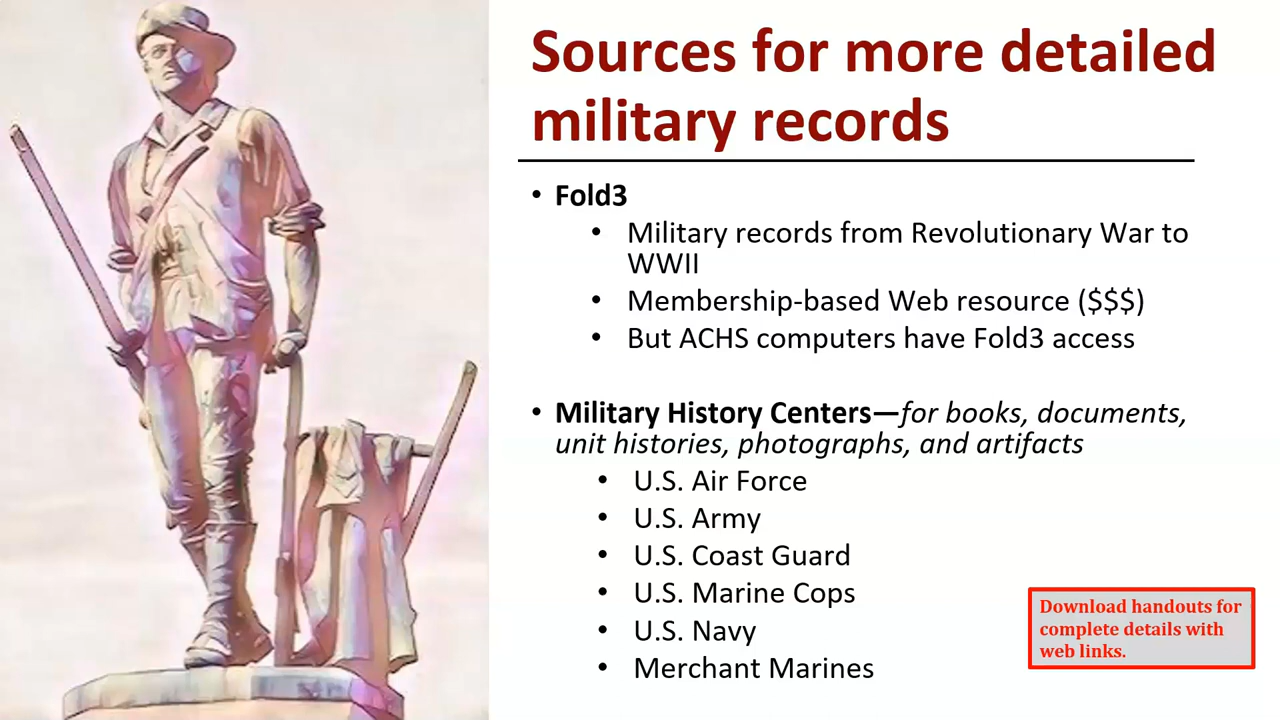 Sources for more detailed
military records
• Fold3
• Military records from Revolutionary War to
WWII
• Membership-based Web resource ($$$)
• But ACHS computers have Fold3 access
• Military History Centers—for books, documents,
unit histories, photographs, and artifacts
• U.S. Air Force
• U.S. Army
• U.S. Coast Guard
• U.S. Marine Cops
• U.S. Navy
• Merchant Marines
Download handouts for
complete details with
web links.